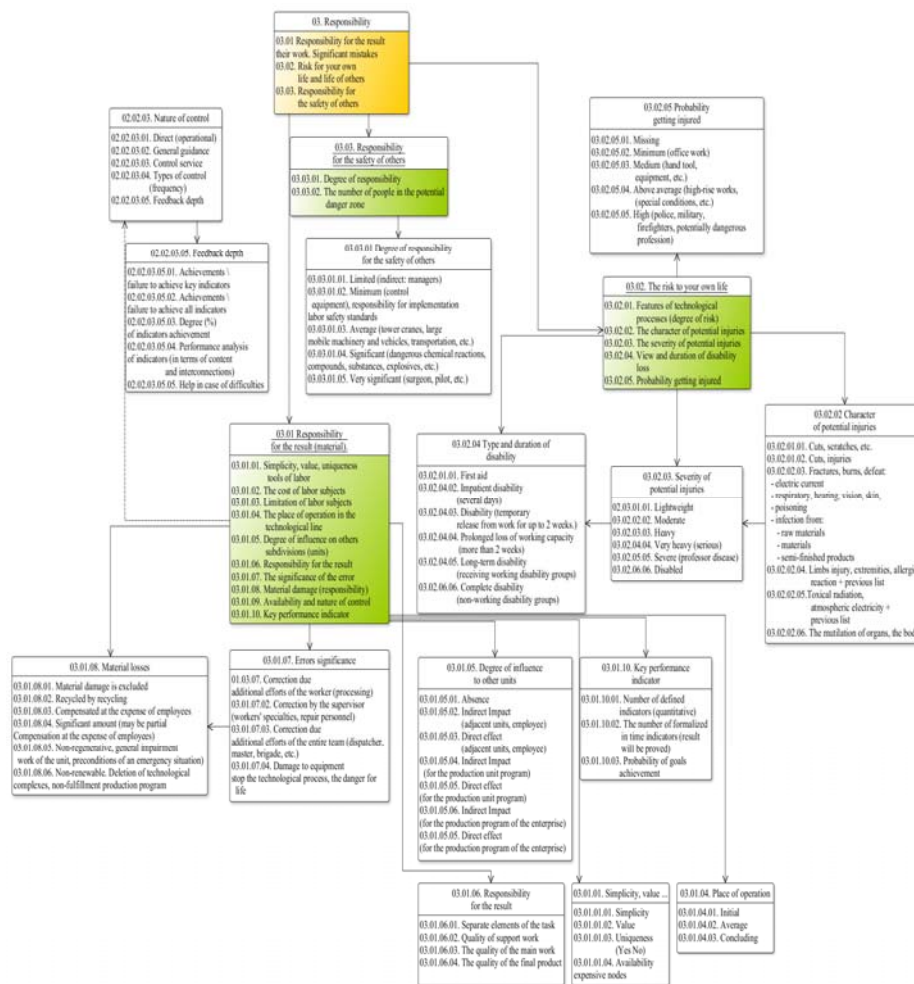 03. Responsibility
03.01 Responsibility for the result
their work. Significant mistakes
03.02. Risk for your own
life and life of others
03.03. Responsibility for
the safety of others
02.02.03. Nature of control
02.02.03.01. Direct (operational)
02.02.03.02. General guidance
02.02.03.03. Control service
02.02.03.04. Types of control
(frequency)
02.02.03.05. Feedback depth
03.03. Responsibility
for the safety of others
03.03.01. Degree of responsibility
03.03.02. The number of people in the potential
danger zone
03.02.05 Probability
getting injured
03.02.05.01. Missing
03.02.05.02. Minimum (office work)
03.02.05.03. Medium (hand tool,
equipment, etc.)
03.02.05.04. Above average (high-rise works,
(special conditions, etc.)
03.02.05.05. High (police, military,
firefighters, potentially dangerous
profession)
02.02.03.05. Feedback depth
02.02.03.05.01. Achievements \
failure to achieve key indicators
02.02.03.05.02. Achievements \
failure to achieve all indicators
02.02.03.05.03. Degree (%)
of indicators achievement
02.02.03.05.04. Performance analysis
of indicators (in terms of content
and interconnections)
02.02.03.05.05. Help in case of difficulties
03.03.01 Degree of responsibility
for the safety of others
03.03.01.01. Limited (indirect: managers)
03.03.01.02. Minimum (control
equipment), responsibility for implementation
labor safety standards
03.03.01.03. Average (tower cranes, large
mobile machinery and vehicles, transportation, etc.)
03.03.01.04. Significant (dangerous chemical reactions,
compounds, substances, explosives, etc.)
03.03.01.05. Very significant (surgeon, pilot, etc.)
03.02. The risk to your own life
03.02.01. Features of technological
processes (degree of risk)
03.02.02. The character of potential injuries
03.02.03. The severity of potential injuries
03.02.04. View and duration of disability
loss
03.02.05. Probability getting injured
03.01 Responsibility
for the result (material).
03.01.01. Simplicity, value, uniqueness
tools of labor
03.01.02. The cost of labor subjects
03.01.03. Limitation of labor subjects
03.01.04. The place of operation in the
technological line
03.01.05. Degree of influence on others
subdivisions (units)
03.01.06. Responsibility for the result
03.01.07. The significance of the error
03.01.08. Material damage (responsibility)
03.01.09. Availability and nature of control
03.01.10. Key performance indicator
03.02.04 Type and duration of
disability
03.02.01.01. First aid
03.02.04.02. Impatient disability
(several days)
03.02.04.03. Disability (temporary
release from work for up to 2 weeks.)
03.02.04.04. Prolonged loss of working capacity
(more than 2 weeks)
03.02.04.05. Long-term disability
(receiving working disability groups)
03.02.06.06. Complete disability
(non-working disability groups)
03.02.03. Severity of
potential injuries
02.03.01.01. Lightweight
03.02.02.02. Moderate
03.02.03.03. Heavy
03.02.04.04. Very heavy (serious)
03.02.05.05. Severe (professor disease)
03.02.06.06. Disabled
03.02.02 Character
of potential injuries
03.02.01.01. Cuts, scratches, etc.
03.02.01.02. Cuts, injuries
03.02.02.03. Fractures, burns, defeat:
- electric current
- respiratory, hearing, vision, skin,
- poisoning
- infection from:
- raw materials
- materials
- semi-finished products
03.02.02.04. Limbs injury, extremities, allergic
reaction + previous list
03.02.02.05.Toxical radiation,
atmospheric electricity +
previous list
03.02.02.06. The mutilation of organs, the body
03.01.08. Material losses
03.01.08.01. Material damage is excluded
03.01.08.02. Recycled by recycling
03.01.08.03. Compensated at the expense of employees
03.01.08.04. Significant amount (may be partial
Compensation at the expense of employees)
03.01.08.05. Non-regenerative, general impairment
work of the unit, preconditions of an emergency situation)
03.01.08.06. Non-renewable. Deletion of technological
complexes, non-fulfillment production program
03.01.07. Errors significance
01.03.07. Correction due
additional efforts of the worker (processing)
03.01.07.02. Correction by the supervisor
(workers' specialties, repair personnel)
03.01.07.03. Correction due
additional efforts of the entire team (dispatcher,
master, brigade, etc.)
03.01.07.04. Damage to equipment
stop the technological process, the danger for
life
03.01.05. Degree of influence
to other units
03.01.05.01. Absence
03.01.05.02. Indirect Impact
(adjacent units, employee)
03.01.05.03. Direct effect
(adjacent units, employee)
03.01.05.04. Indirect Impact
(for the production unit program)
03.01.05.05. Direct effect
(for the production unit program)
03.01.05.06. Indirect Impact
(for the production program of the enterprise)
03.01.05.05. Direct effect
(for the production program of the enterprise)
03.01.10. Key performance
indicator
03.01.10.01. Number of defined
indicators (quantitative)
03.01.10.02. The number of formalized
in time indicators (result
will be proved)
03.01.10.03. Probability of goals
achievement
03.01.06. Responsibility
for the result
03.01.06.01. Separate elements of the task
03.01.06.02. Quality of support work
03.01.06.03. The quality of the main work
03.01.06.04. The quality of the final product
03.01.01. Simplicity, value ...
03.01.01.01. Simplicity
03.01.01.02. Value
03.01.01.03. Uniqueness
(Yes No)
03.01.01.04. Availability
expensive nodes
03.01.04. Place of operation
03.01.04.01. Initial
03.01.04.02. Average
03.01.04.03. Concluding